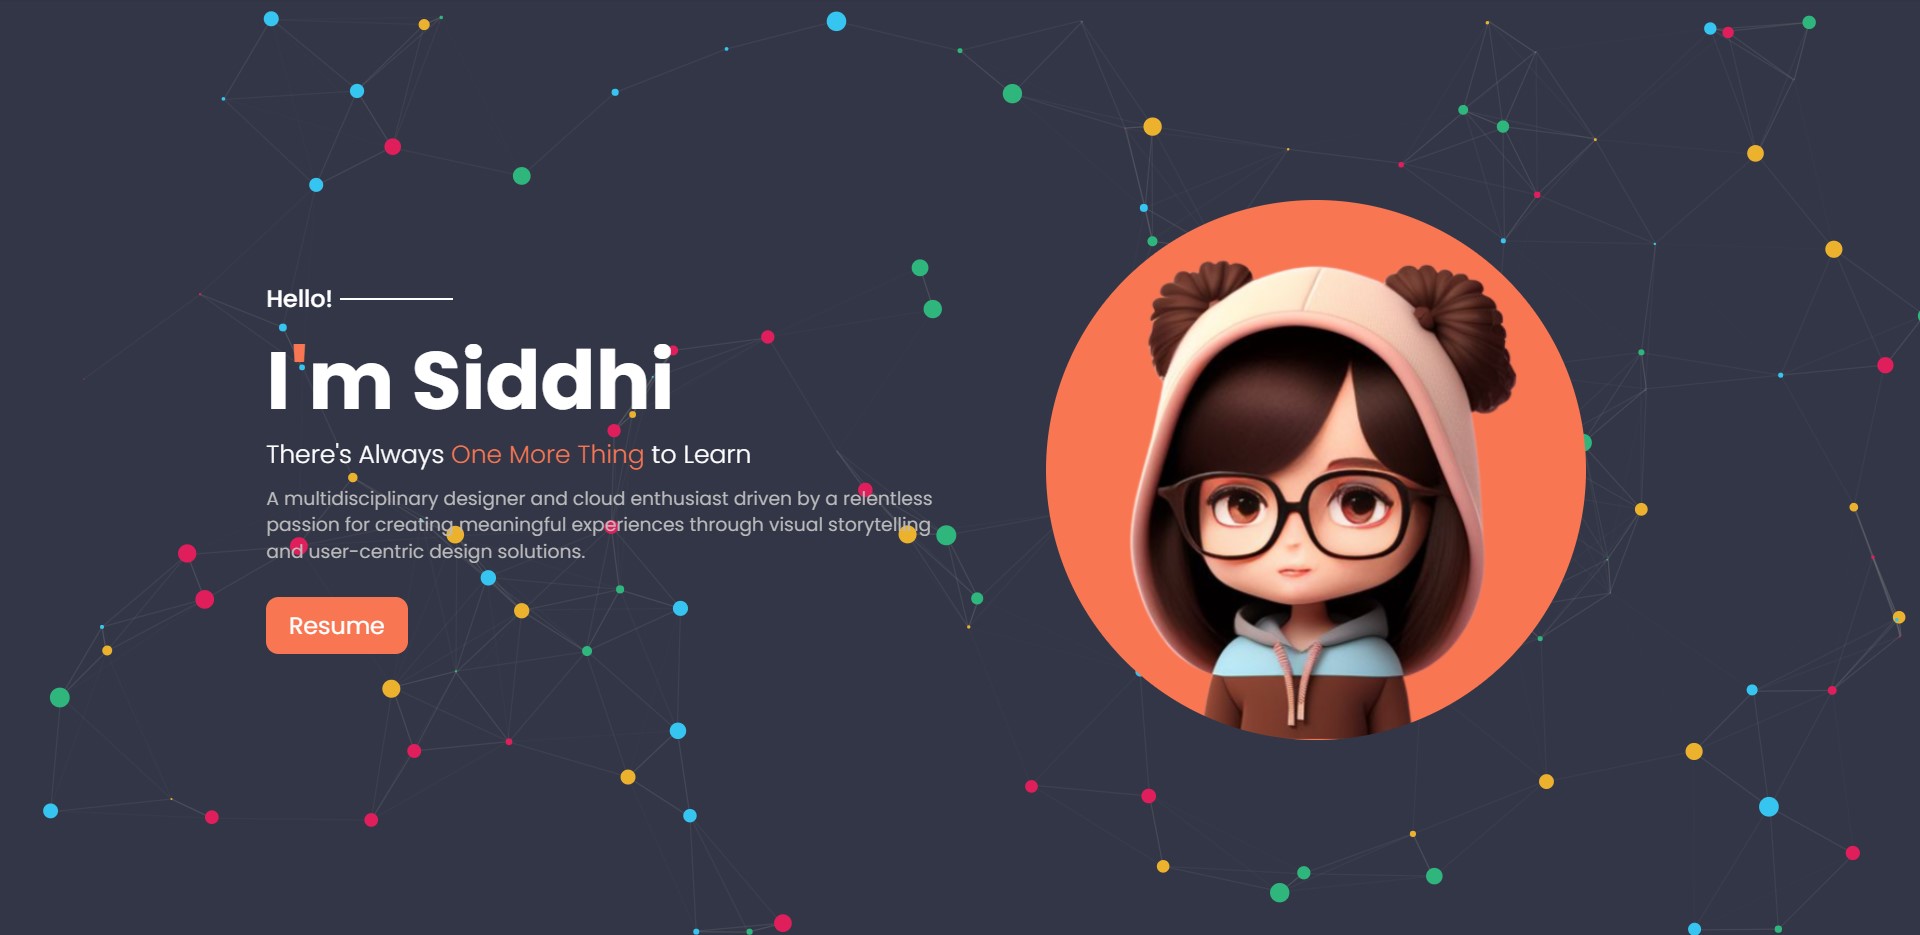 Hello!
I'm Siddhi
There's Always One More Thing to Learn
A multidisciplinary designer and cloud enthusiast driven by a relentless
passion for creating meaningful experiences through visual storytelling
and user-centric design solutions.
Resume